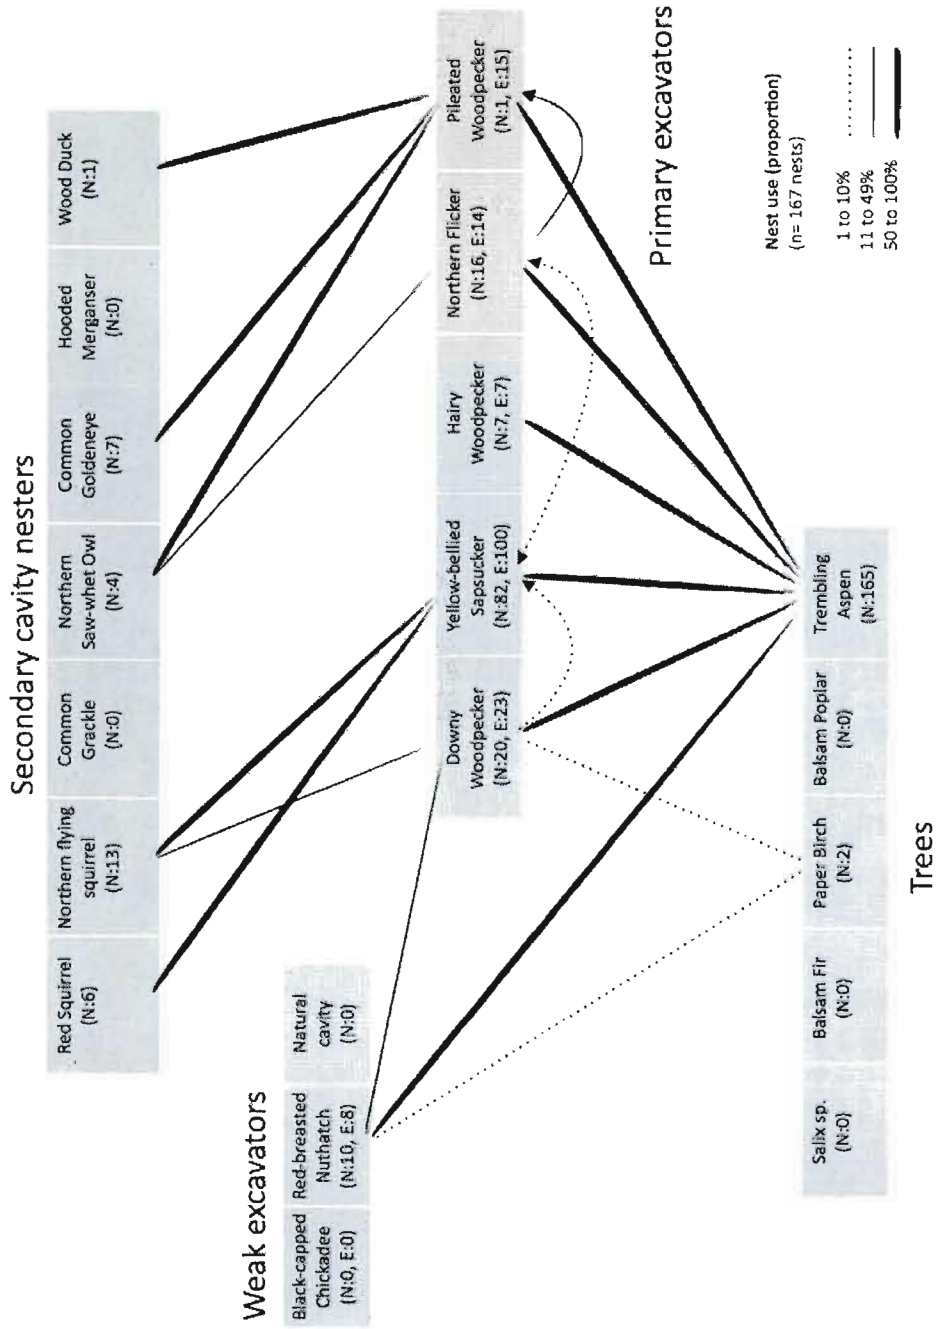 Secondary cavity nesters
Red Squirrel
(N:6)
Northern flying
squirrel
(N:13)
Common
Grackle
(N:0)
Northern
Saw-whet Owl
(N:4)
Common
Goldeneye
(N:7)
Hooded
Merganser
(N:0)
Wood Duck
(N:1)
Weak excavators
Black-capped
Chickadee
(N:0, E:0)
Red-breasted
Nuthatch
(N:10, E:8)
Natural
cavity
(N:0)
Downy
Woodpecker
(N:20, E:23)
Yellow-bellied
Sapsucker
(N:82, E:100)
Hairy
Woodpecker
(N:7, E:7)
Northern Flicker
(N:16, E:14)
Pileated
Woodpecker
(N:1, E:15)
Primary excavators
Salix sp.
(N:0)
Balsam Fir
(N:0)
Paper Birch
(N:2)
Balsam Poplar
(N:0)
Trembling
Aspen
(N:165)
Trees
Nest use (proportion)
(n= 167 nests)
1 to 10%
11 to 49%
50 to 100%